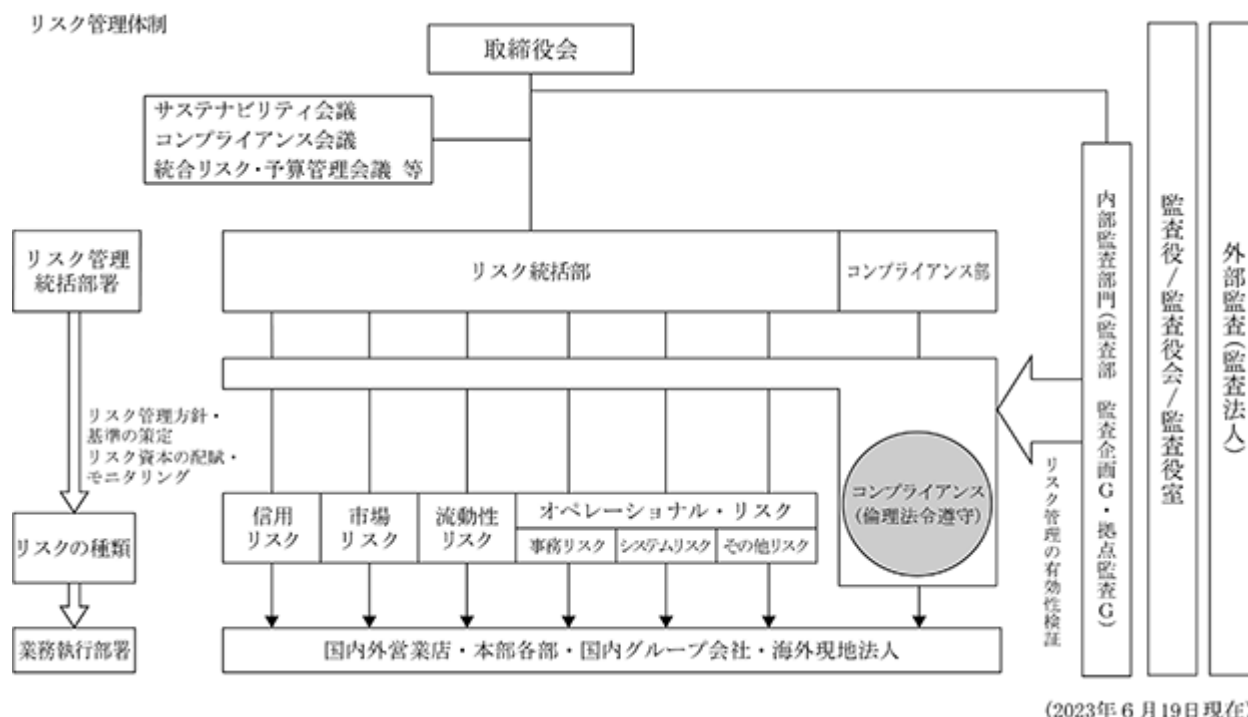 リスク管理体制
取締役会
サステナビリティ会議
コンプライアンス会議
統合リスク・予算管理会議 等
リスク管理
統括部署
リスク統括部
コンプライアンス部
リスク管理方針・
基準の策定
リスク資本の配賦・
モニタリング
リスクの種類
信用
リスク
市場
リスク
流動性
リスク
オペレーショナル・リスク
事務リスク
システムリスク
その他リスク
コンプライアンス
(倫理法令遵守)
業務執行部署
国内外営業店・本部各部・国内グループ会社・海外現地法人
リスク管理の有効性検証
内部監査部門(監査部 監査企画G・拠点監査G)
監査役/監査役会/監査役室
外部監査(監査法人)
(2023年6月19日現在)